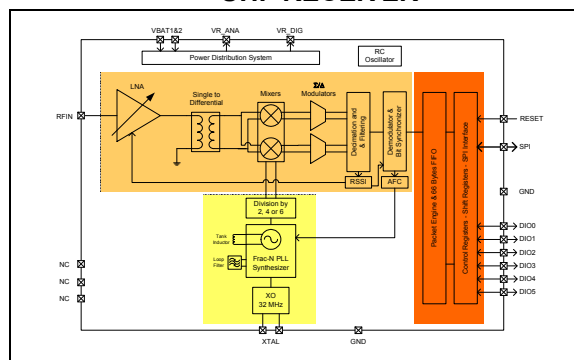 VBAT1&2 VR_ANA VR_DIG
Power Distribution System
RC
Oscillator
LNA
Single to
Differential
Mixers
Σ/Δ
Modulators
RFIN
Decimation and
& Filtering
Demodulator &
Bit Synchronizer
RSSI
AFC
Packet Engine & 66 Bytes FIFO
Control Registers - Shift Registers - SPI Interface
RESET
SPI
GND
DIO0
DIO1
DIO2
DIO3
DIO4
DIO5
Division by
2, 4 or 6
Tank
Inductor
Frac-N PLL
Synthesizer
Loop
Filter
XO
32 MHz
NC
NC
NC
XTAL
GND